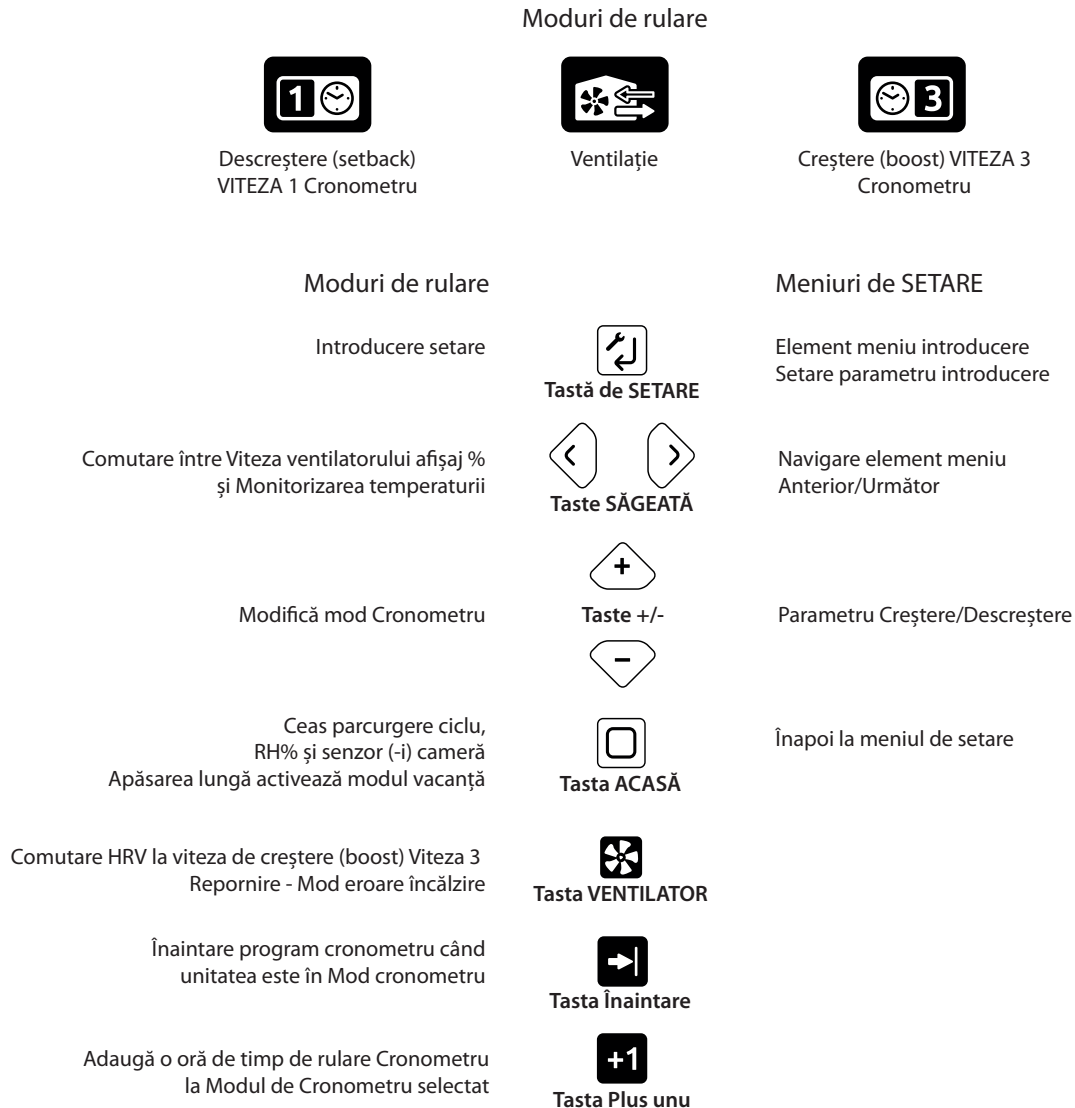 Moduri de rulare
1
3
Descreștere (setback)
VITEZA 1 Cronometru
Ventilație
Creștere (boost) VITEZA 3
Cronometru
Moduri de rulare
Meniuri de SETARE
Introducere setare
Tastă de SETARE
Element meniu introducere
Setare parametru introducere
Comutare între Viteza ventilatorului afișaj %
și Monitorizarea temperaturii
Taste SĂGEATĂ
Navigare element meniu
Anterior/Următor
+
Modifică mod Cronometru
Taste +/-
Parametru Creștere/Descreștere
-
Ceas parcurgere ciclu,
RH% și senzor (-i) cameră
Apăsarea lungă activează modul vacanță
Tasta ACASĂ
Înapoi la meniul de setare
Comutare HRV la viteza de creștere (boost) Viteza 3
Repornire - Mod eroare încălzire
Tasta VENTILATOR
Înaintare program cronometru când
unitatea este în Mod cronometru
Tasta Înaintare
Adaugă o oră de timp de rulare Cronometru
la Modul de Cronometru selectat
+1
Tasta Plus unu